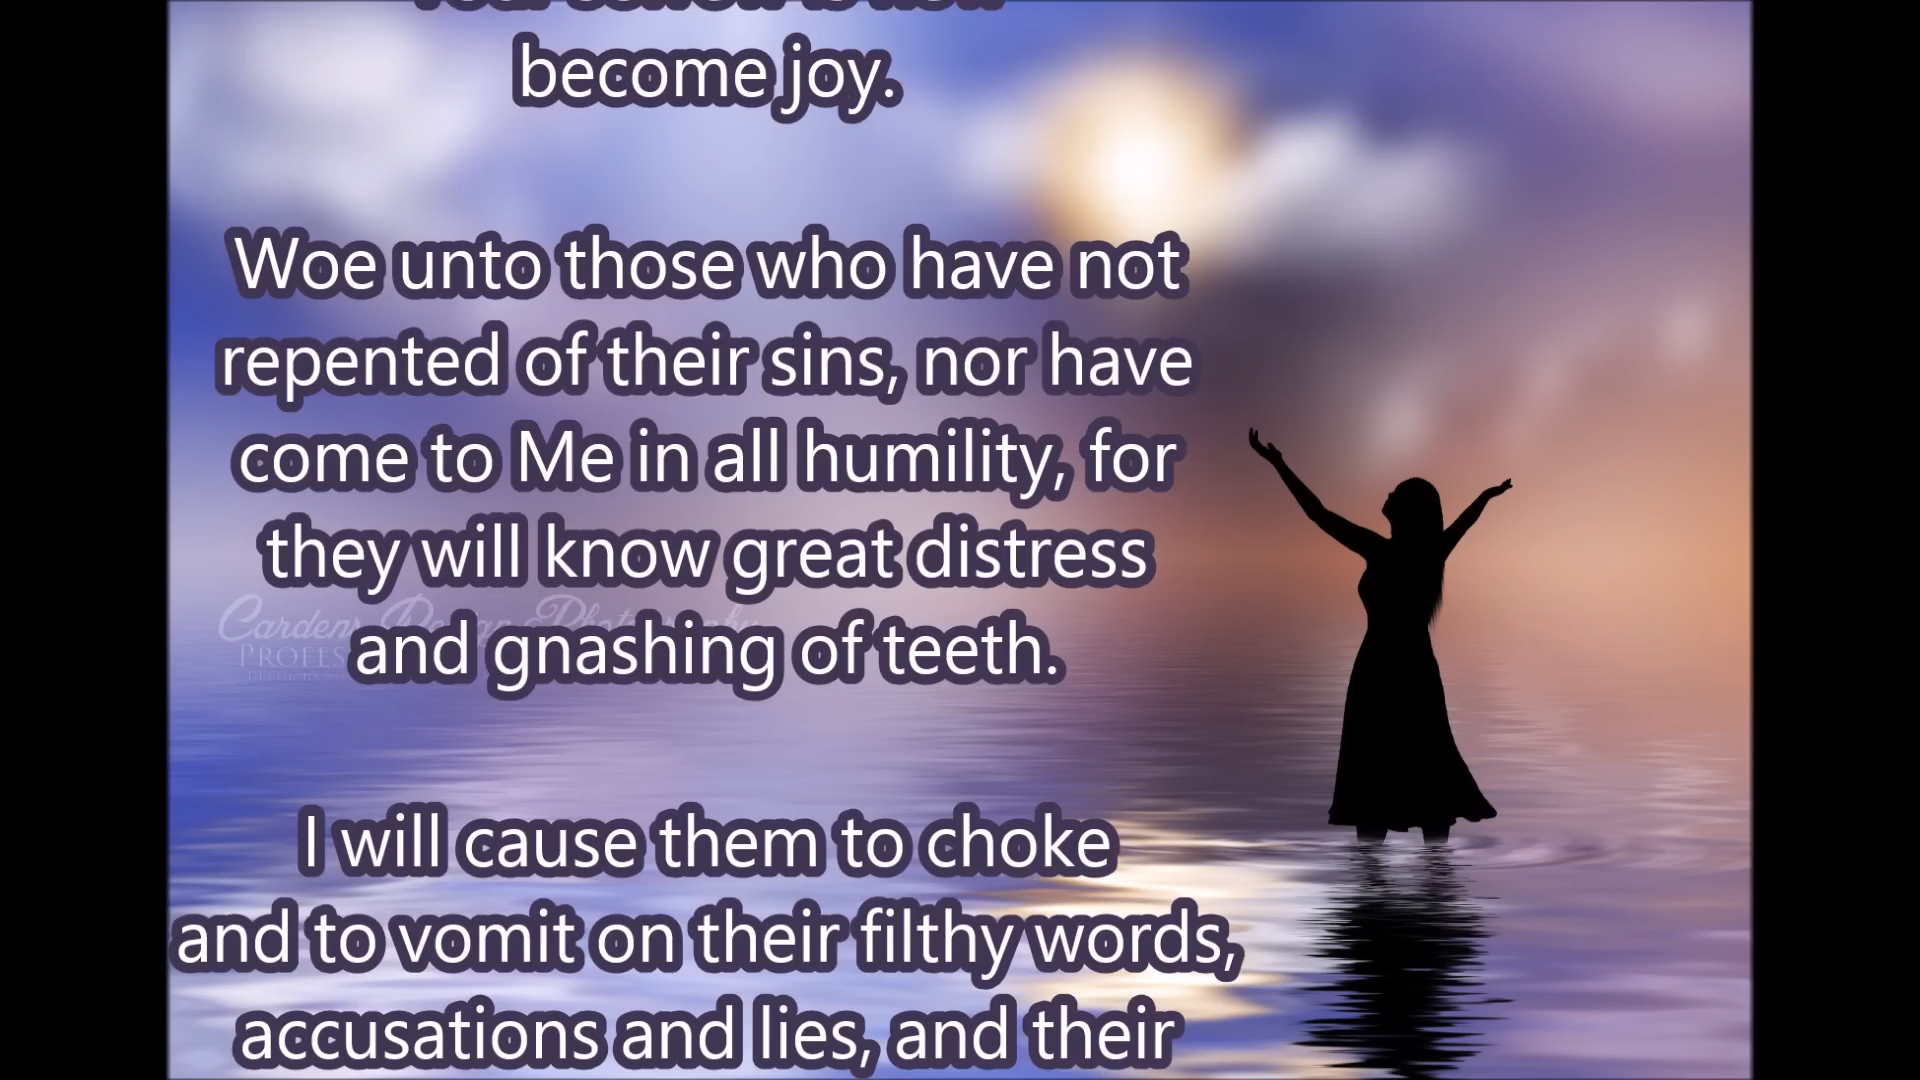 become joy.
Woe unto those who have not
repented of their sins, nor have
come to Me in all humility, for
they will know great distress
and gnashing of teeth.
I will cause them to choke
and to vomit on their filthy words,
accusations and lies, and their